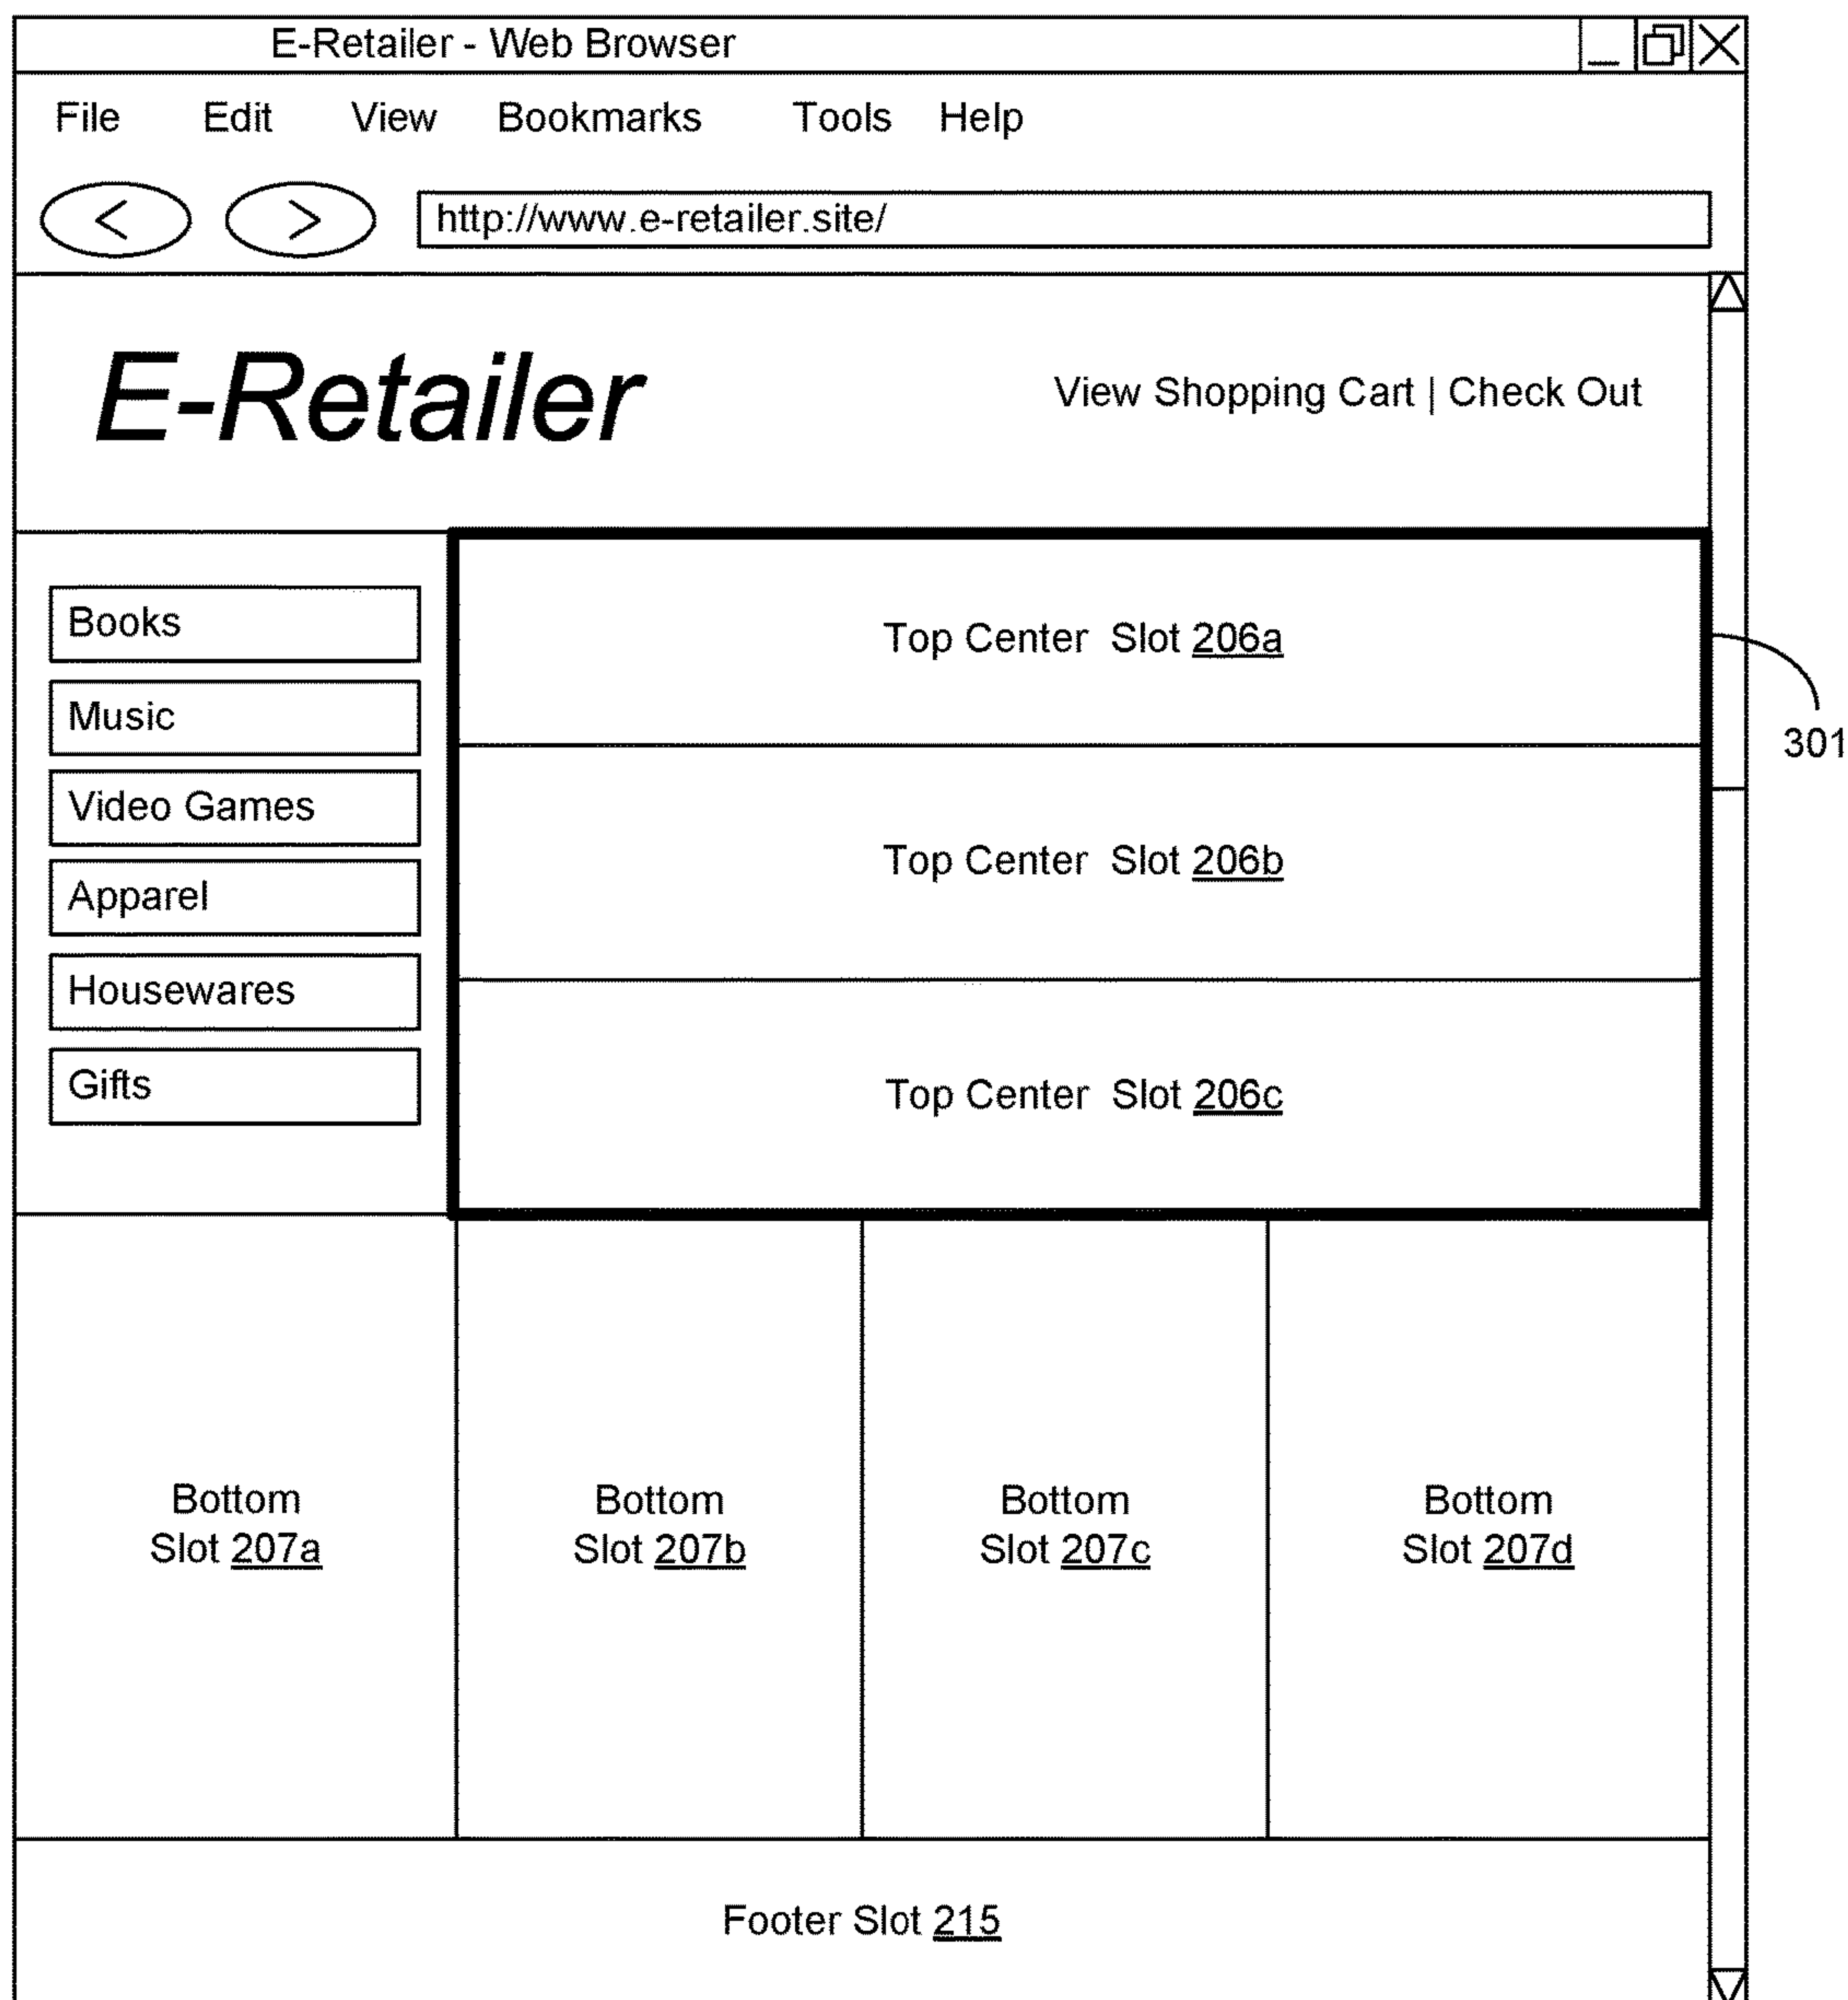 E-Retailer - Web Browser
File Edit View Bookmarks Tools Help
< > http://www.e-retailer.site/
E-Retailer
View Shopping Cart | Check Out
Books
Music
Video Games
Apparel
Housewares
Gifts
Top Center Slot 206a
Top Center Slot 206b
Top Center Slot 206c
301
Bottom
Slot 207a
Bottom
Slot 207b
Bottom
Slot 207c
Bottom
Slot 207d
Footer Slot 215